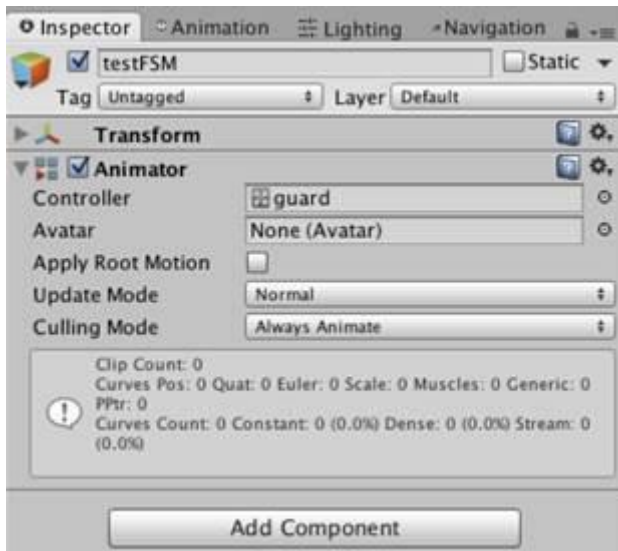 Inspector Animation Lighting Navigation
testFSM Static
Tag Untagged Layer Default
Transform
Animator
Controller guard
Avatar None (Avatar)
Apply Root Motion
Update Mode Normal
Culling Mode Always Animate
Clip Count: 0
Curves Pos: 0 Quat: 0 Euler: 0 Scale: 0 Muscles: 0 Generic: 0
PPtr: 0
Curves Count: 0 Constant: 0 (0.0%) Dense: 0 (0.0%) Stream: 0
(0.0%)
Add Component